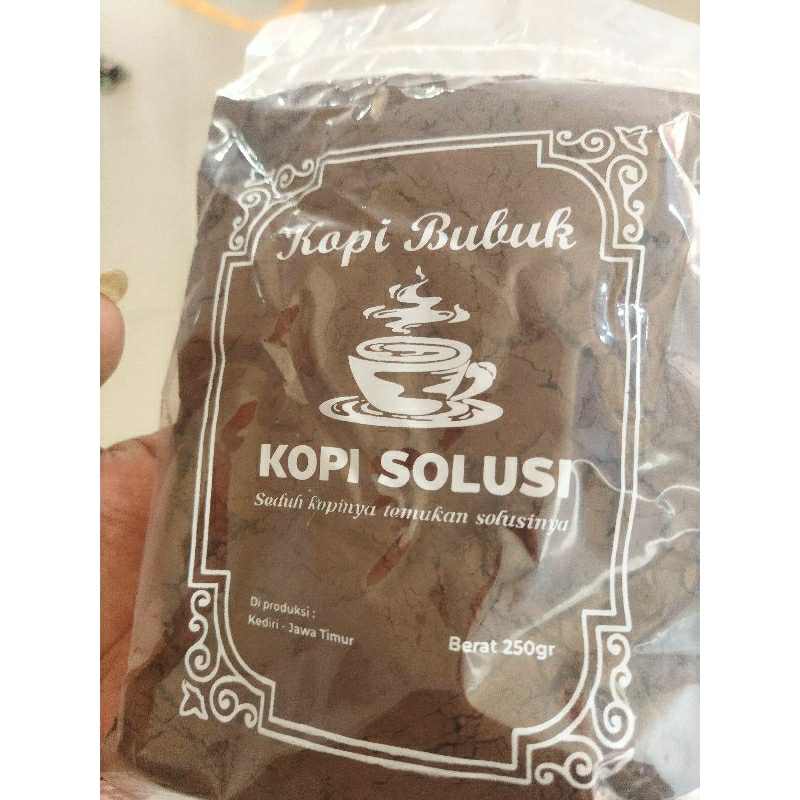 Kopi Bubuk
KOPI SOLUSI
Seduh kopinya temukan solusinya
Di produksi :
Kediri - Jawa Timur
Berat 250gr